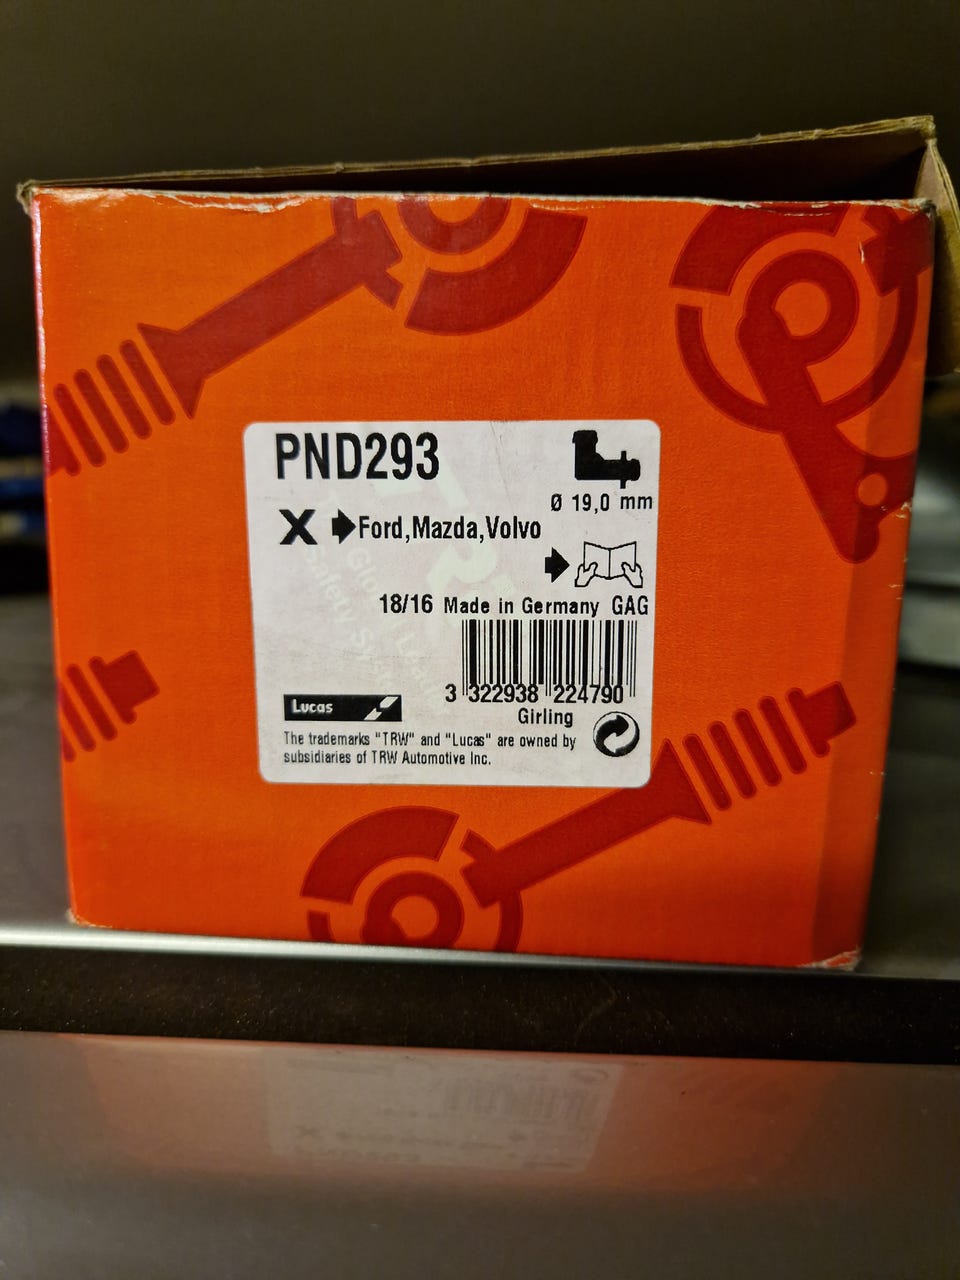 PND293
Ø 19,0 mm
X Ford,Mazda,Volvo
18/16 Made in Germany GAG
3 322938 224790
Girling
Lucas
The trademarks "TRW" and "Lucas" are owned by
subsidiaries of TRW Automotive Inc.